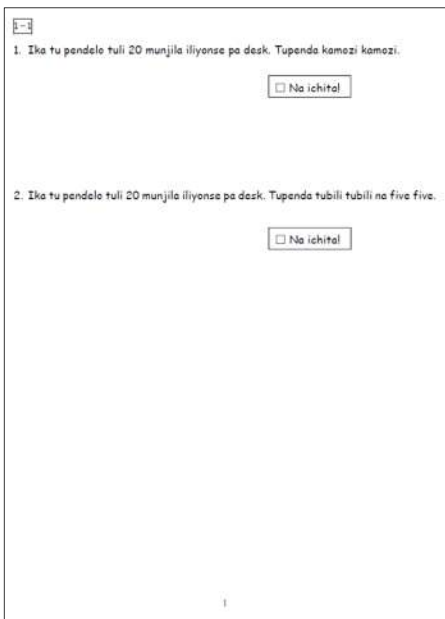 1-1
1. Ika tu pendelo tuli 20 munjila iliyonse pa desk. Tupenda kamozi kamozi.
☐ Na ichita!
2. Ika tu pendelo tuli 20 munjila iliyonse pa desk. Tupenda tubili tubili na five five.
☐ Na ichita!
1